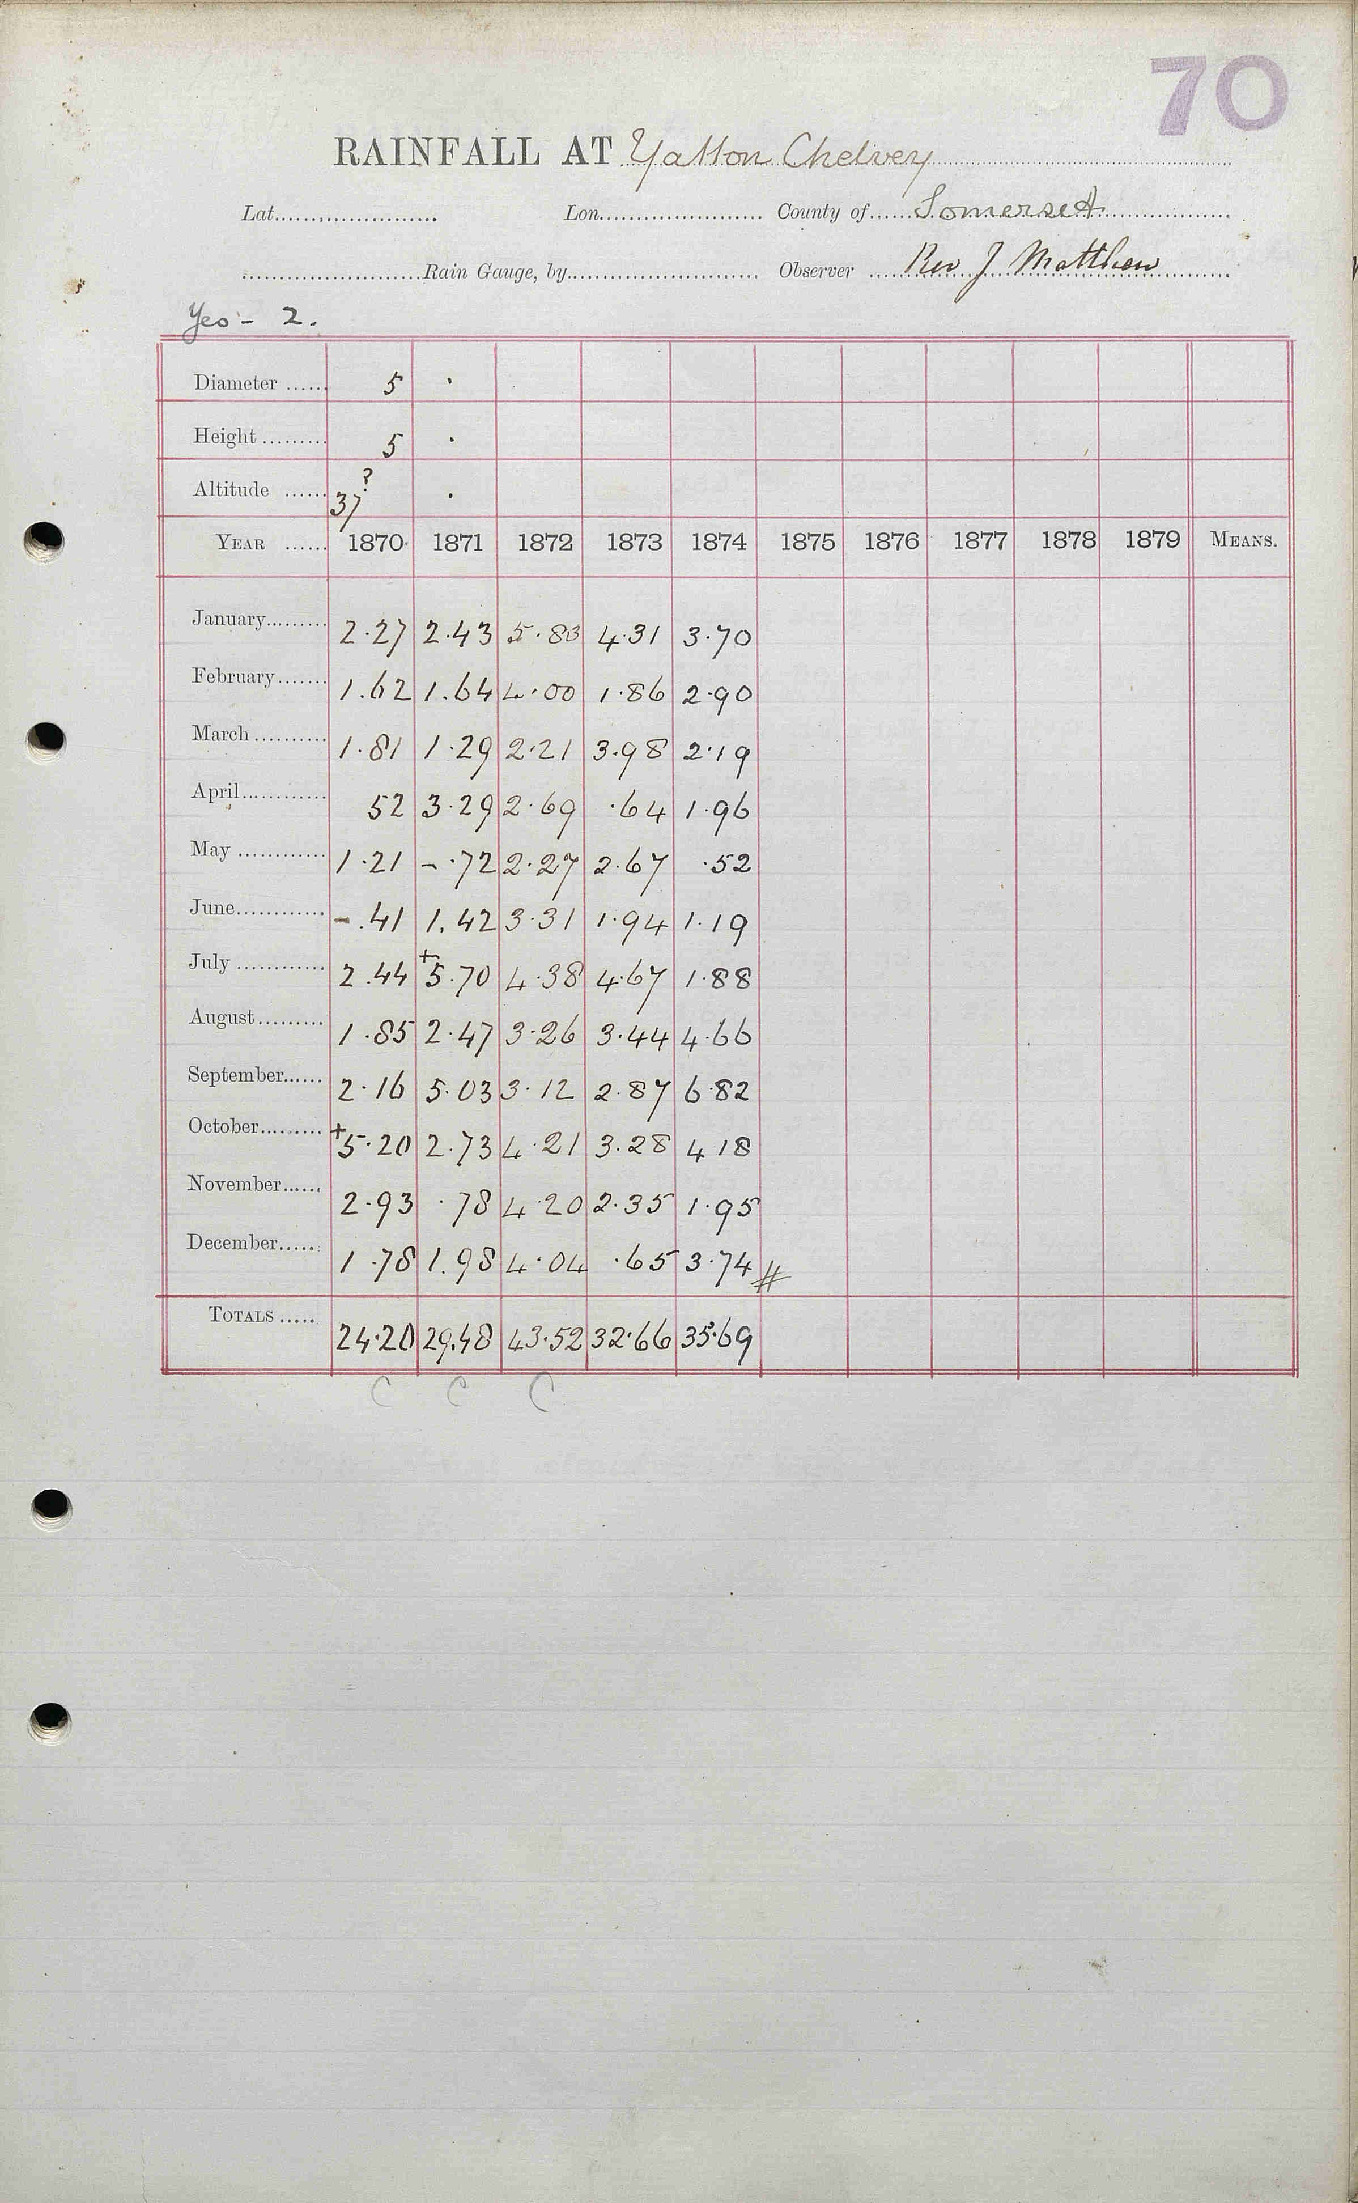 70
RAINFALL AT Yatton Chelvey
Lat. Lon. County of Somerset
Rain Gauge, by Observer Rev J Matthew
Yeo - 2.
Diameter 5 .
Height 5 .
Altitude 37? .
YEAR 1870 1871 1872 1873 1874 1875 1876 1877 1878 1879 MEANS.
January 2.27 2.43 5.83 4.31 3.70
February 1.62 1.64 4.00 1.86 2.90
March 1.81 1.29 2.21 3.98 2.19
April 52 3.29 2.69 .64 1.96
May 1.21 - .72 2.27 2.67 .52
June - .41 1.42 3.31 1.94 1.19
July 2.44 +5.70 4.38 4.67 1.88
August 1.85 2.47 3.26 3.44 4.66
September 2.16 5.03 3.12 2.87 6.82
October +5.20 2.73 4.21 3.28 4 18
November 2.93 .78 4 20 2.35 1.95
December 1.78 1.98 4.04 .65 3.74 #
TOTALS 24.20 29.48 43.52 32.66 35.69
C C C